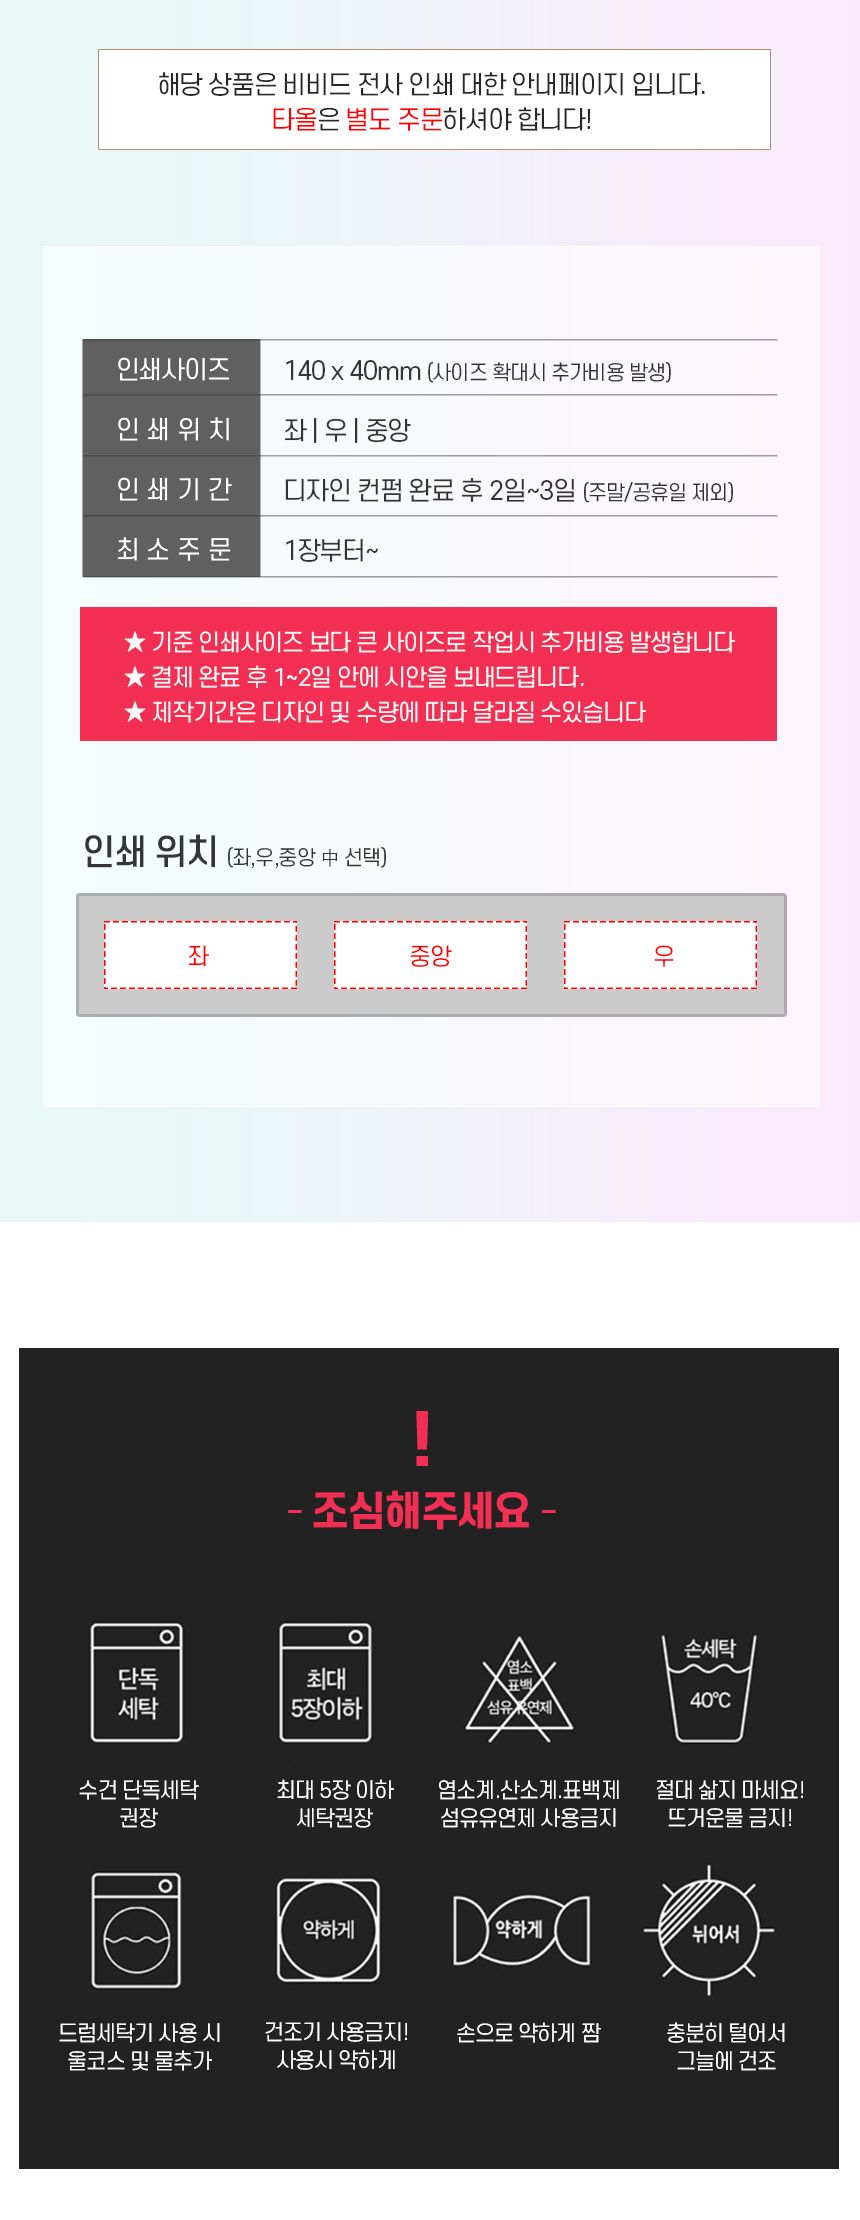 해당 상품은 비비드 전사 인쇄 대한 안내페이지 입니다.
타올은 별도 주문하셔야 합니다!
인쇄사이즈 140 x 40mm (사이즈 확대시 추가비용 발생)
인 쇄 위 치 좌 | 우 | 중앙
인 쇄 기 간 디자인 컨펌 완료 후 2일~3일 (주말/공휴일 제외)
최 소 주 문 1장부터~
★ 기준 인쇄사이즈 보다 큰 사이즈로 작업시 추가비용 발생합니다
★ 결제 완료 후 1~2일 안에 시안을 보내드립니다.
★ 제작기간은 디자인 및 수량에 따라 달라질 수있습니다
인쇄 위치 (좌,우,중앙 中 선택)
좌 중앙 우
!
- 조심해주세요 -
단독
세탁
최대
5장이하
염소
표백
섬유유연제
손세탁
40°C
수건 단독세탁
권장
최대 5장 이하
세탁권장
염소계.산소계.표백제
섬유유연제 사용금지
절대 삶지 마세요!
뜨거운물 금지!
약하게
약하게
뉘어서
드럼세탁기 사용 시
울코스 및 물추가
건조기 사용금지!
사용시 약하게
손으로 약하게 짬
충분히 털어서
그늘에 건조